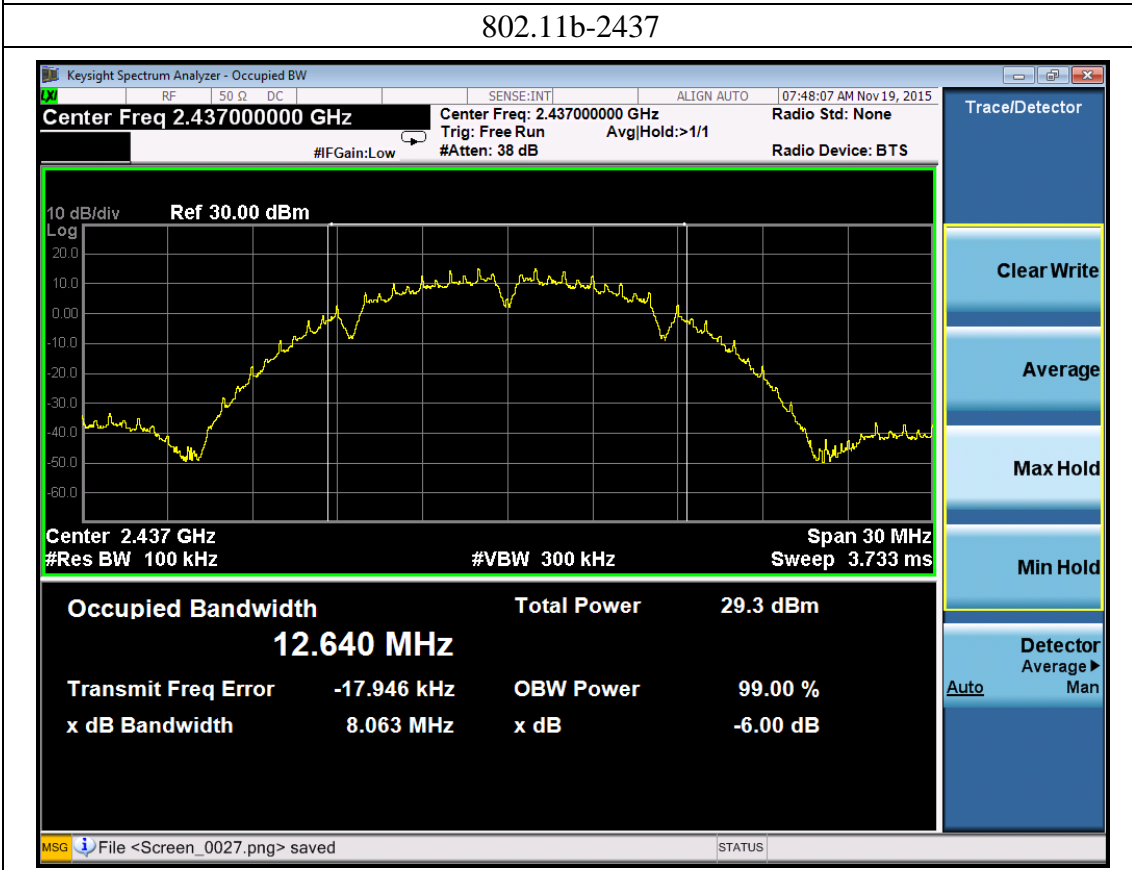 802.11b-2437
Keysight Spectrum Analyzer - Occupied BW
LXI RF 50 Ω DC SENSE:INT ALIGN AUTO 07:48:07 AM Nov 19, 2015
Center Freq 2.437000000 GHz
Center Freq: 2.437000000 GHz
Radio Std: None
Trig: Free Run Avg|Hold:>1/1
#IFGain:Low
#Atten: 38 dB
Radio Device: BTS
10 dB/div Ref 30.00 dBm
Log
20.0
10.0
0.00
-10.0
-20.0
-30.0
-40.0
-50.0
-60.0
Center 2.437 GHz Span 30 MHz
#Res BW 100 kHz #VBW 300 kHz Sweep 3.733 ms
Occupied Bandwidth Total Power 29.3 dBm
12.640 MHz
Transmit Freq Error -17.946 kHz OBW Power 99.00 %
x dB Bandwidth 8.063 MHz x dB -6.00 dB
Trace/Detector
Clear Write
Average
Max Hold
Min Hold
Detector
Average
Auto Man
MSG File <Screen_0027.png> saved STATUS